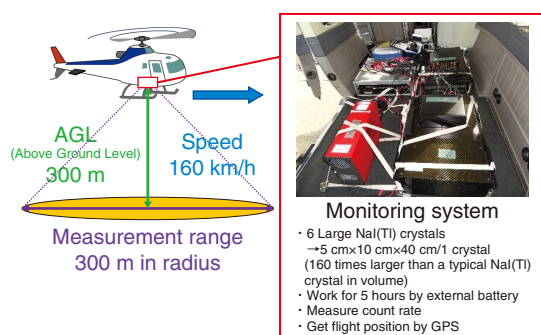 AGL
(Above Ground Level)
300 m
Speed
160 km/h
Measurement range
300 m in radius
Monitoring system
・6 Large NaI(Tl) crystals
→5 cm×10 cm×40 cm/1 crystal
(160 times larger than a typical NaI(Tl)
crystal in volume)
・Work for 5 hours by external battery
・Measure count rate
・Get flight position by GPS